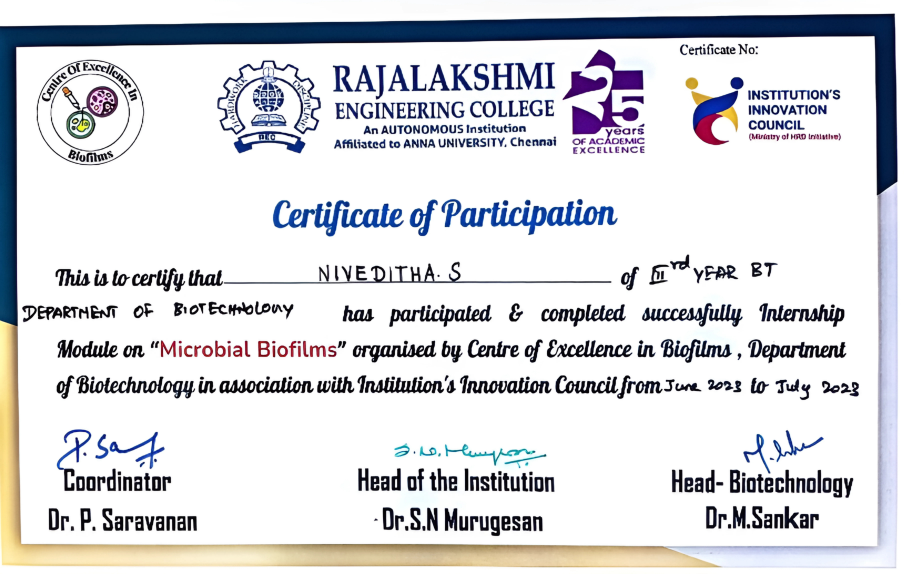 Centre Of Excellence In
Biofilms
HARDWORK
REC
RAJALAKSHMI
ENGINEERING COLLEGE
An AUTONOMOUS Institution
Affiliated to ANNA UNIVERSITY, Chennai
25
years
OF ACADEMIC
EXCELLENCE
Certificate No:
INSTITUTION'S
INNOVATION
COUNCIL
(Ministry of HRD Initiative)
Certificate of Participation
This is to certify that NIVEDITHA. S of III rd YEAR BT
DEPARTMENT OF BIOTECHNOLOGY has participated & completed successfully Internship
Module on "Microbial Biofilms" organised by Centre of Excellence in Biofilms , Department
of Biotechnology in association with Institution's Innovation Council from June 2023 to July 2023
P. Sa
Coordinator
Head of the Institution
Head- Biotechnology
Dr. P. Saravanan
Dr.S.N Murugesan
Dr.M.Sankar